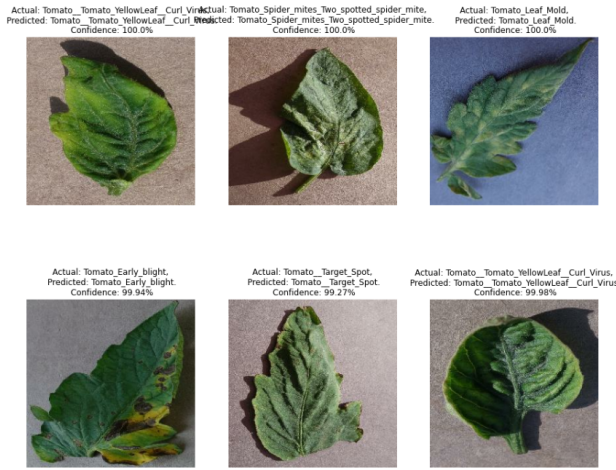 Actual: Tomato__Tomato_YellowLeaf__Curl_Virus,
Predicted: Tomato__Tomato_YellowLeaf__Curl_Virus.
Confidence: 100.0%
Actual: Tomato_Spider_mites_Two_spotted_spider_mite,
Predicted: Tomato_Spider_mites_Two_spotted_spider_mite.
Confidence: 100.0%
Actual: Tomato_Leaf_Mold,
Predicted: Tomato_Leaf_Mold.
Confidence: 100.0%
Actual: Tomato_Early_blight,
Predicted: Tomato_Early_blight.
Confidence: 99.94%
Actual: Tomato__Target_Spot,
Predicted: Tomato__Target_Spot.
Confidence: 99.27%
Actual: Tomato__Tomato_YellowLeaf__Curl_Virus,
Predicted: Tomato__Tomato_YellowLeaf__Curl_Virus
Confidence: 99.98%